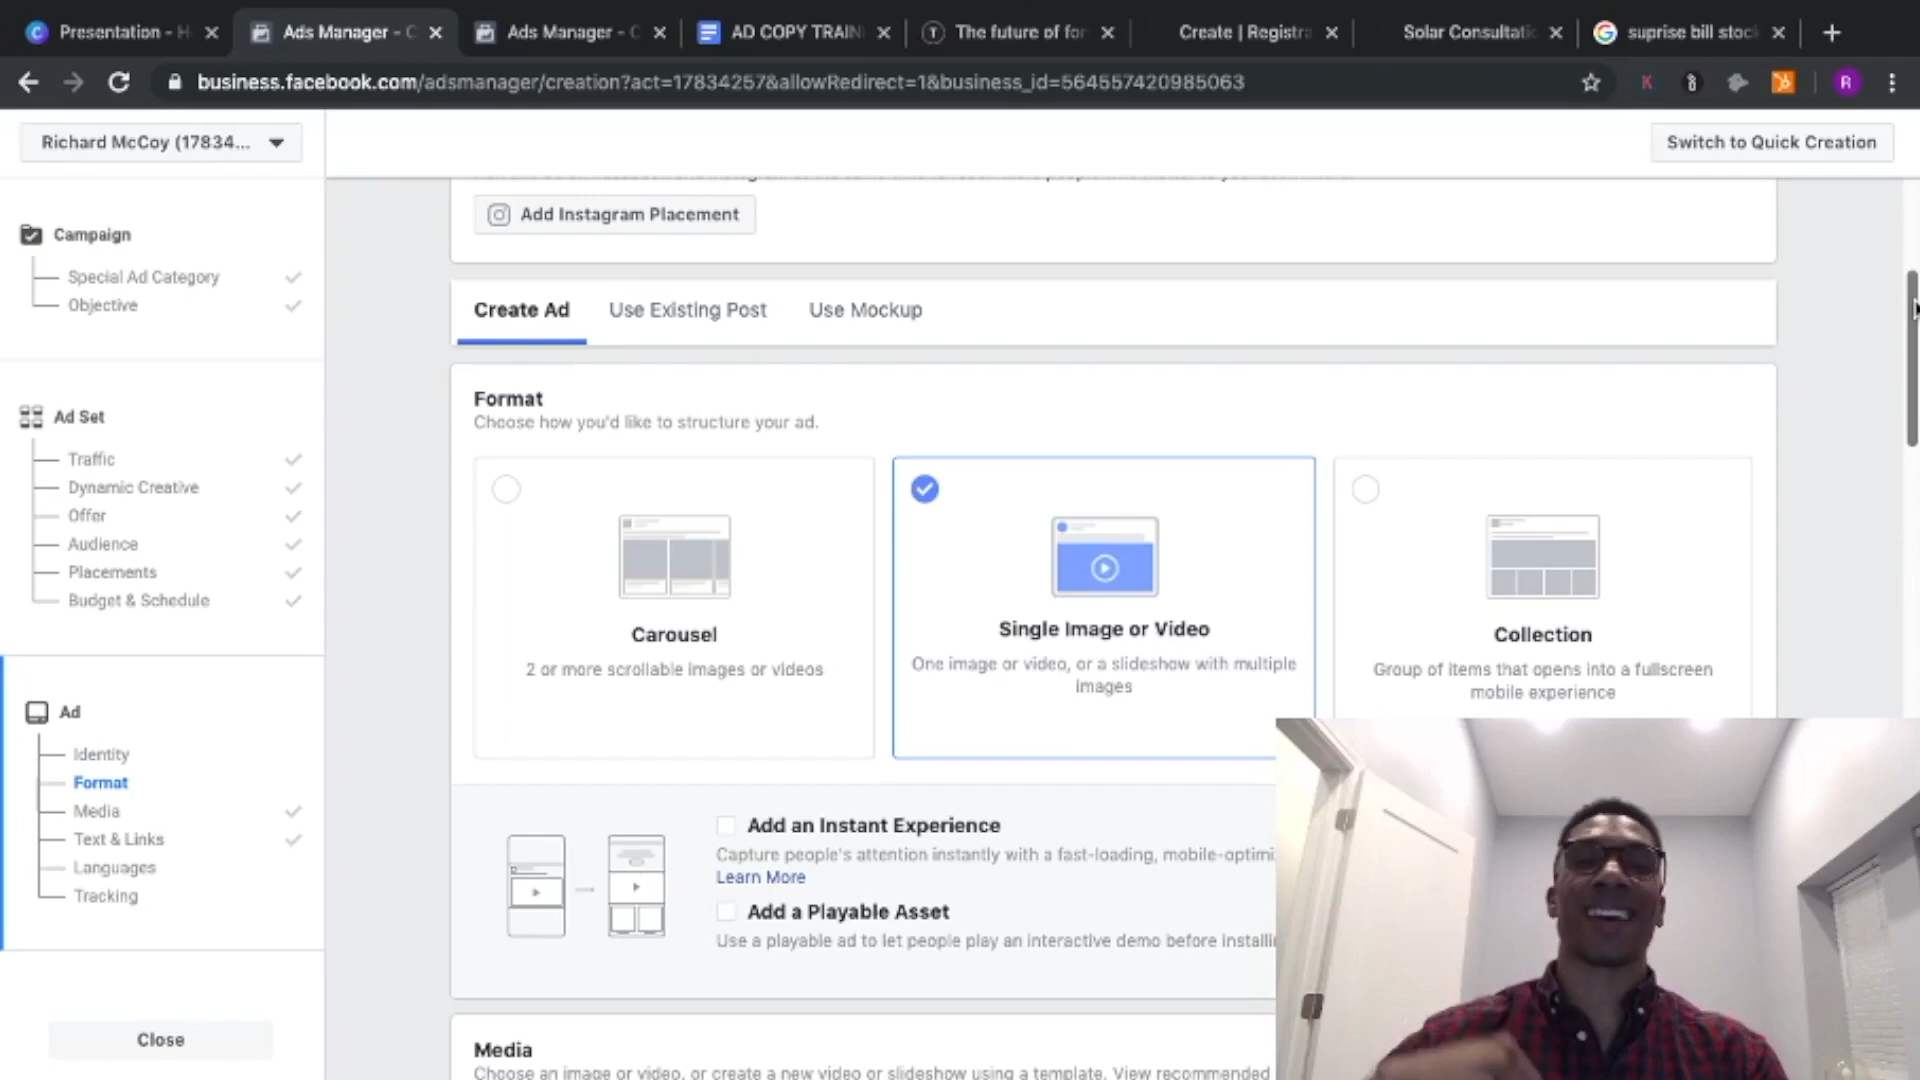 Presentation - H
Ads Manager - C
Ads Manager - C
AD COPY TRAIN
The future of for
Create | Registra
Solar Consultatio
suprise bill stoc
business.facebook.com/adsmanager/creation?act=17834257&allowRedirect=1&business_id=564557420985063
K
R
Richard McCoy (17834...
Switch to Quick Creation
Add Instagram Placement
Campaign
Special Ad Category
Objective
Create Ad
Use Existing Post
Use Mockup
Format
Choose how you'd like to structure your ad.
Ad Set
Traffic
Dynamic Creative
Offer
Audience
Placements
Budget & Schedule
Carousel
2 or more scrollable images or videos
Single Image or Video
One image or video, or a slideshow with multiple
images
Collection
Group of items that opens into a fullscreen
mobile experience
Ad
Identity
Format
Media
Text & Links
Languages
Tracking
Add an Instant Experience
Capture people's attention instantly with a fast-loading, mobile-optimi
Learn More
Add a Playable Asset
Use a playable ad to let people play an interactive demo before installi
Close
Media
Choose an image or video, or create a new video or slideshow using a template. View recommended